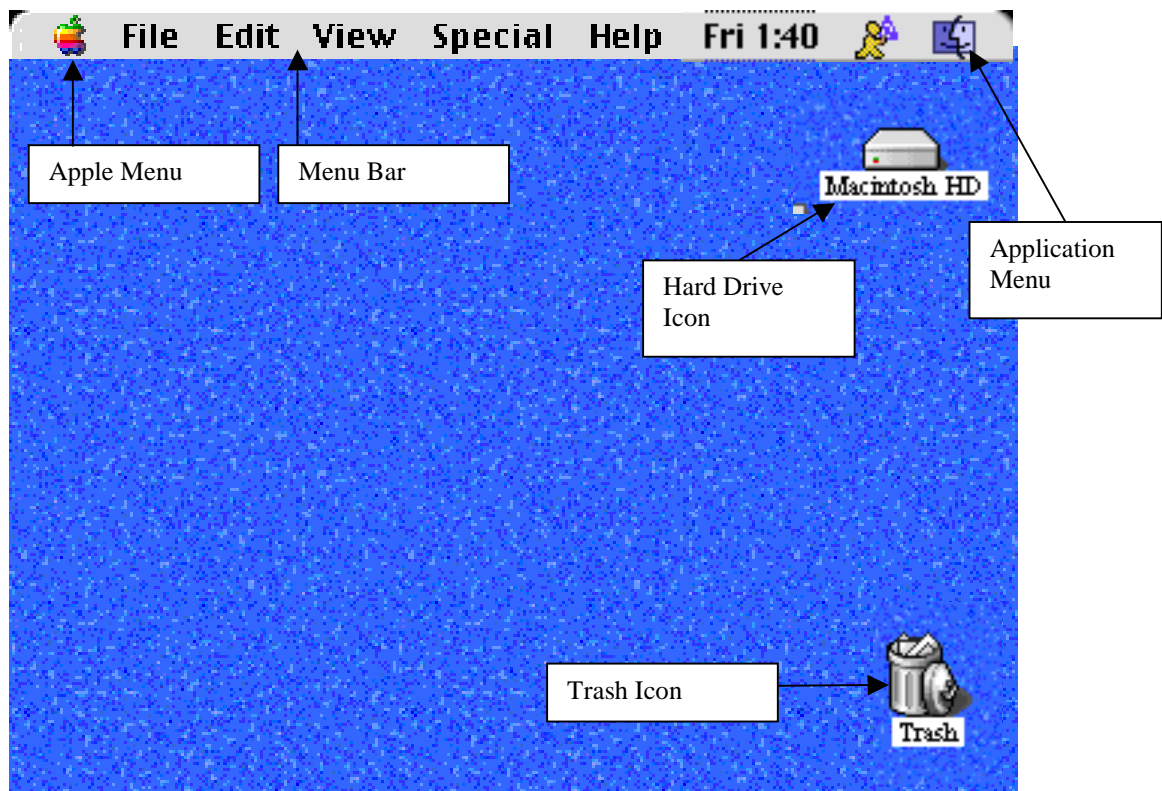 File Edit View Special Help Fri 1:40
Apple Menu
Menu Bar
Macintosh HD
Application
Menu
Hard Drive
Icon
Trash Icon
Trash